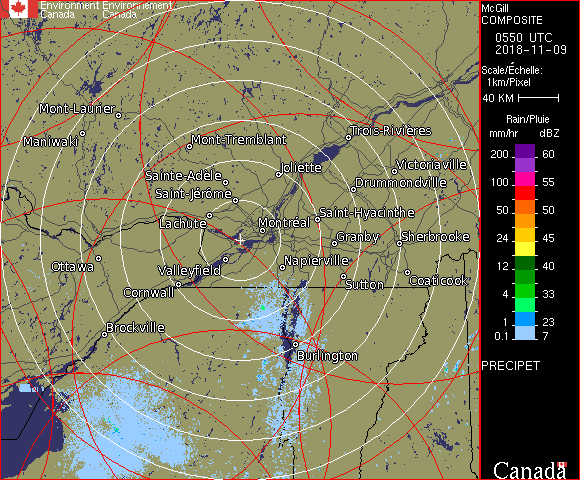 Environment Environnement
Canada Canada
McGill
COMPOSITE
0550 UTC
2018-11-09
Scale/Échelle:
1km/Pixel
40 KM
Rain/Pluie
mm/hr dBZ
200 60
100 55
50 50
24 45
12 40
4 33
1 23
0.1 7
PRECIPET
Canada
Mont-Laurier
Maniwaki
Mont-Tremblant
Trois-Rivières
Joliette
Victoriaville
Sainte-Adèle
Drummondville
Saint-Jérôme
Lachute
Saint-Hyacinthe
Montréal
Granby
Sherbrooke
Ottawa
Valleyfield
Napierville
Sutton
Coaticook
Cornwall
Brockville
Burlington